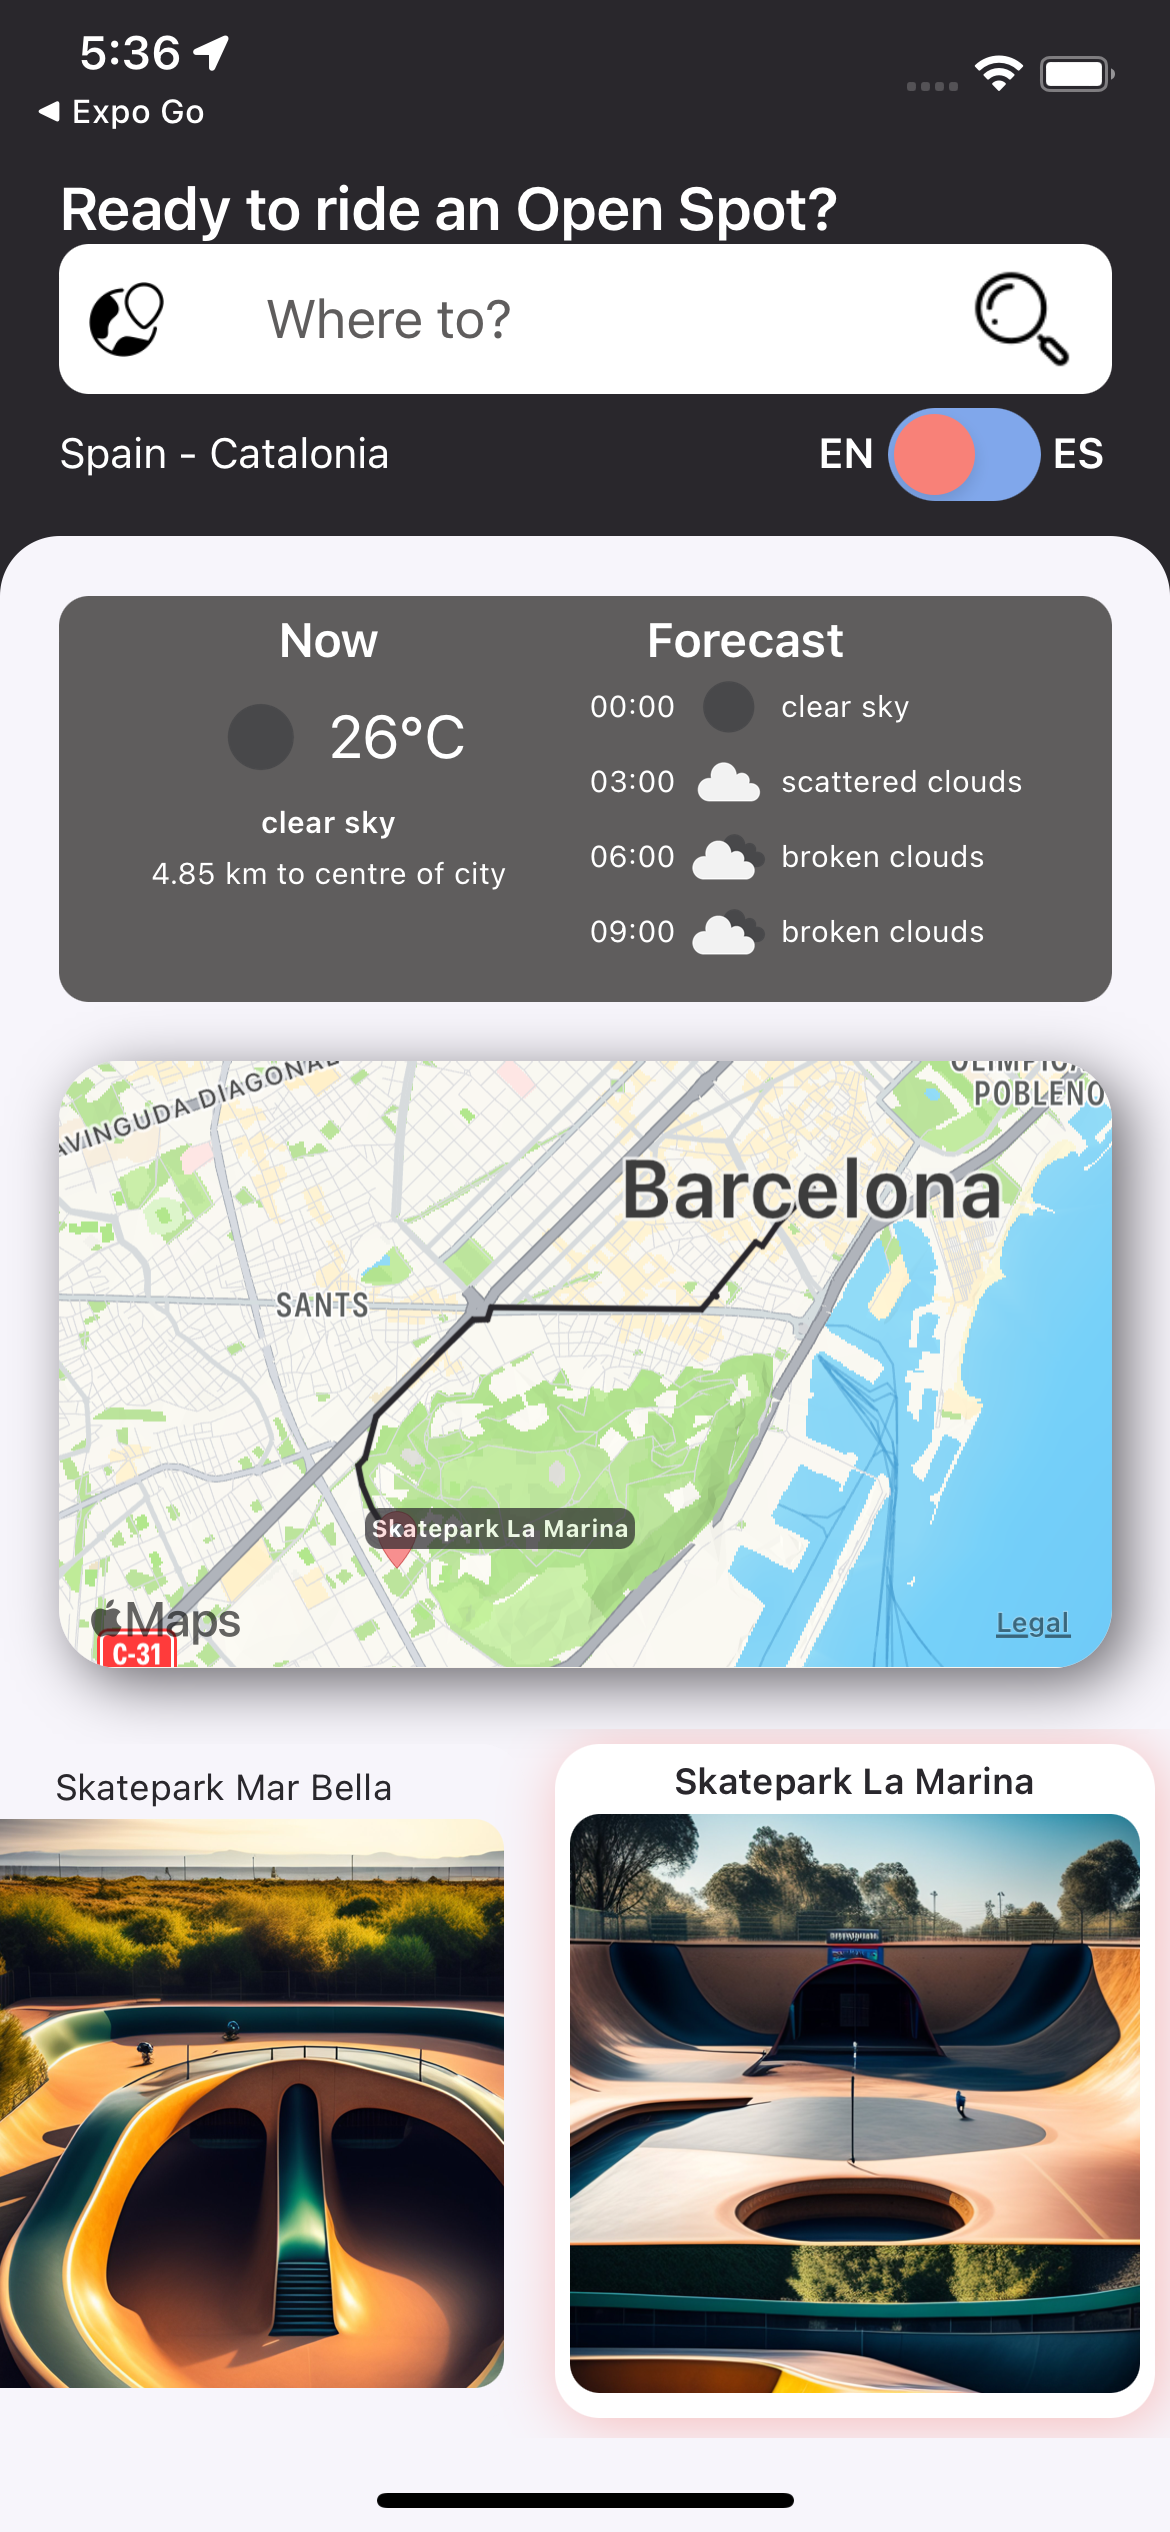 5:36
Expo Go
Ready to ride an Open Spot?
Where to?
Spain - Catalonia
EN ES
Now
26°C
clear sky
4.85 km to centre of city
Forecast
00:00 clear sky
03:00 scattered clouds
06:00 broken clouds
09:00 broken clouds
AVINGUDA DIAGONAL
OLÍMPICA
POBLENO
Barcelona
SANTS
Skatepark La Marina
Maps
C-31
Legal
Skatepark Mar Bella
Skatepark La Marina